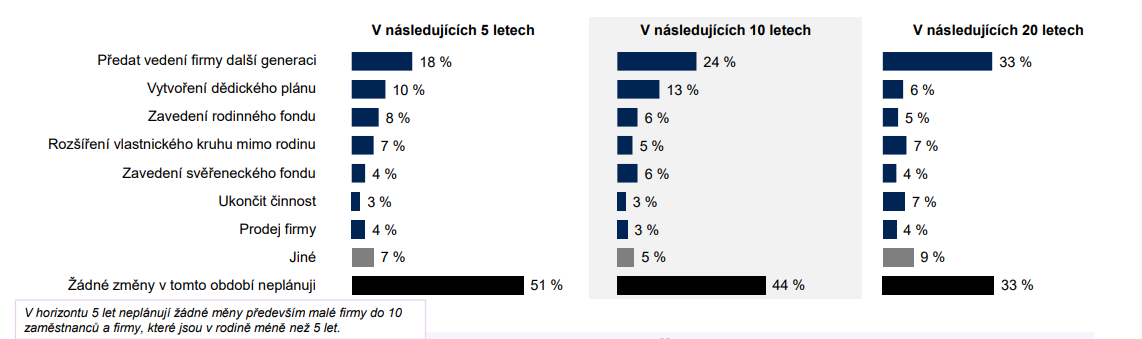 V následujících 5 letech V následujících 10 letech V následujících 20 letech
Předat vedení firmy další generaci 18 % 24 % 33 %
Vytvoření dědického plánu 10 % 13 % 6 %
Zavedení rodinného fondu 8 % 6 % 5 %
Rozšíření vlastnického kruhu mimo rodinu 7 % 5 % 7 %
Zavedení svěřeneckého fondu 4 % 6 % 4 %
Ukončit činnost 3 % 3 % 7 %
Prodej firmy 4 % 3 % 4 %
Jiné 7 % 5 % 9 %
Žádné změny v tomto období neplánuji 51 % 44 % 33 %
V horizontu 5 let neplánují žádné měny především malé firmy do 10
zaměstnanců a firmy, které jsou v rodině méně než 5 let.